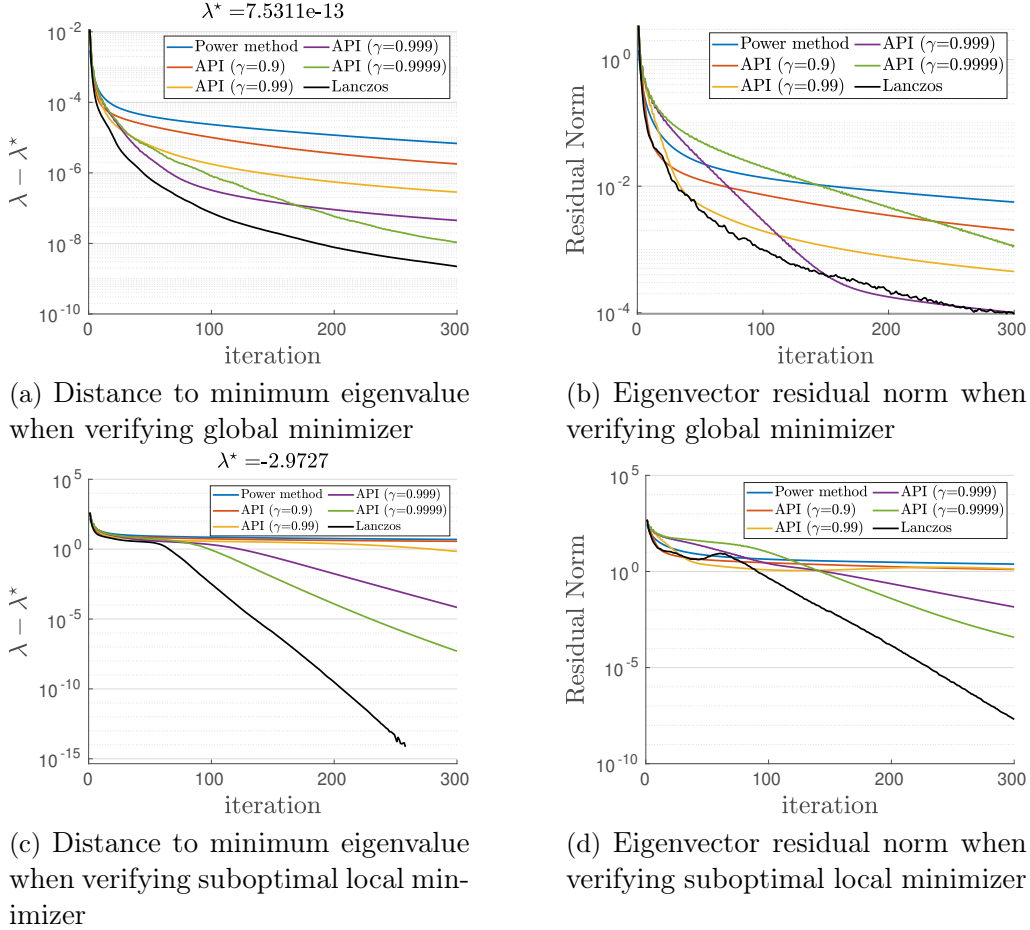 λ* =7.5311e-13
10^-2
10^-4
10^-6
10^-8
10^-10
λ − λ*
Power method
API (γ=0.9)
API (γ=0.99)
API (γ=0.999)
API (γ=0.9999)
Lanczos
0
100
200
300
iteration
(a) Distance to minimum eigenvalue
when verifying global minimizer
10^0
10^-2
10^-4
Residual Norm
Power method
API (γ=0.9)
API (γ=0.99)
API (γ=0.999)
API (γ=0.9999)
Lanczos
0
100
200
300
iteration
(b) Eigenvector residual norm when
verifying global minimizer
λ* =-2.9727
10^5
10^0
10^-5
10^-10
10^-15
λ − λ*
Power method
API (γ=0.9)
API (γ=0.99)
API (γ=0.999)
API (γ=0.9999)
Lanczos
0
100
200
300
iteration
(c) Distance to minimum eigenvalue
when verifying suboptimal local min-
imizer
10^5
10^0
10^-5
10^-10
Residual Norm
Power method
API (γ=0.9)
API (γ=0.99)
API (γ=0.999)
API (γ=0.9999)
Lanczos
0
100
200
300
iteration
(d) Eigenvector residual norm when
verifying suboptimal local minimizer